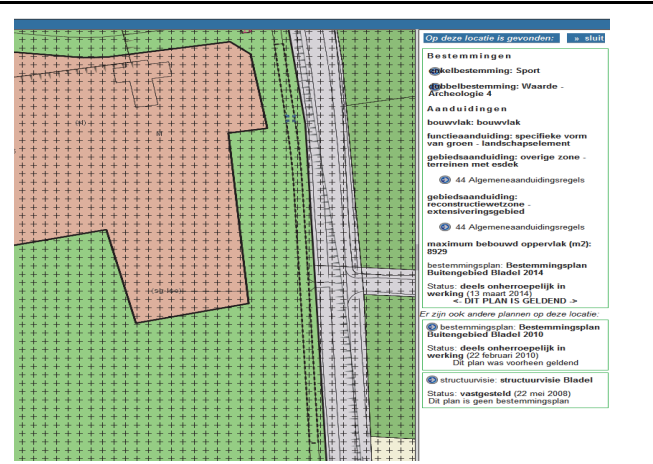 Op deze locatie is gevonden:
» sluit
Bestemmingen
enkelbestemming: Sport
dubbelbestemming: Waarde -
Archeologie 4
Aanduidingen
bouwvlak: bouwvlak
functieaanduiding: specifieke vorm
van groen - landschapselement
gebiedsaanduiding: overige zone -
terreinen met esdek
44 Algemeneaanduidingsregels
gebiedsaanduiding:
reconstructiewetzone -
extensiveringsgebied
44 Algemeneaanduidingsregels
maximum bebouwd oppervlak (m2):
8929
bestemmingsplan: Bestemmingsplan
Buitengebied Bladel 2014
Status: deels onherroepelijk in
werking (13 maart 2014)
<- DIT PLAN IS GELDEND ->
Er zijn ook andere plannen op deze locatie:
bestemmingsplan: Bestemmingsplan
Buitengebied Bladel 2010
Status: deels onherroepelijk in
werking (22 februari 2010)
Dit plan was voorheen geldend
structuurvisie: structuurvisie Bladel
Status: vastgesteld (22 mei 2008)
Dit plan is geen bestemmingsplan